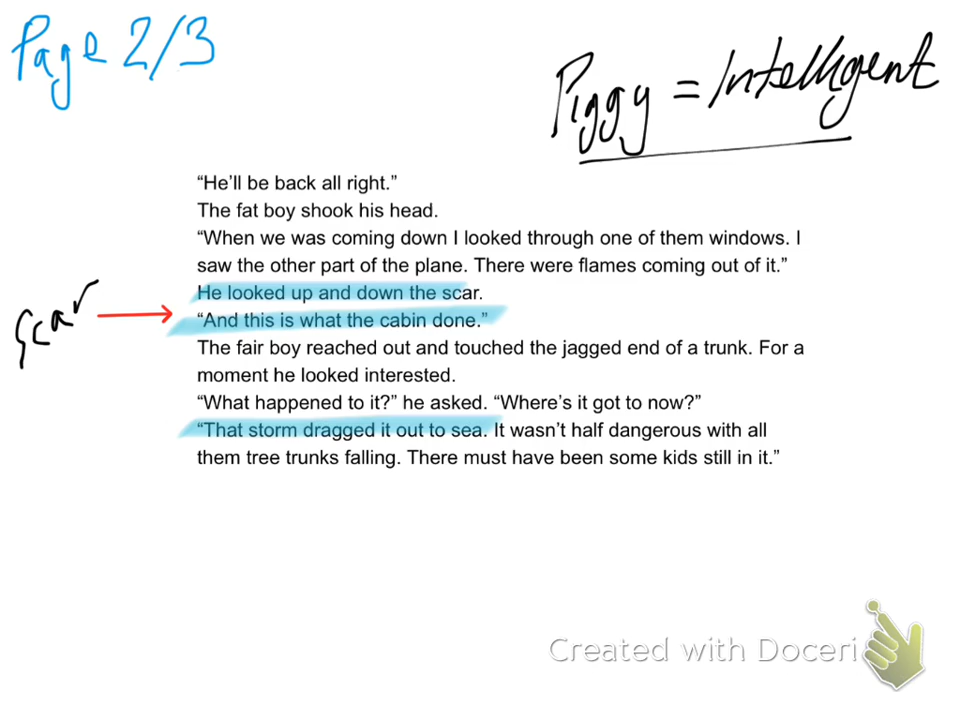 Page 2/3
Piggy = Intelligent
“He’ll be back all right.”
The fat boy shook his head.
“When we was coming down I looked through one of them windows. I
saw the other part of the plane. There were flames coming out of it.”
He looked up and down the scar.
“And this is what the cabin done.”
The fair boy reached out and touched the jagged end of a trunk. For a
moment he looked interested.
“What happened to it?” he asked. “Where’s it got to now?”
“That storm dragged it out to sea. It wasn’t half dangerous with all
them tree trunks falling. There must have been some kids still in it.”
Scar
Created with Doceri